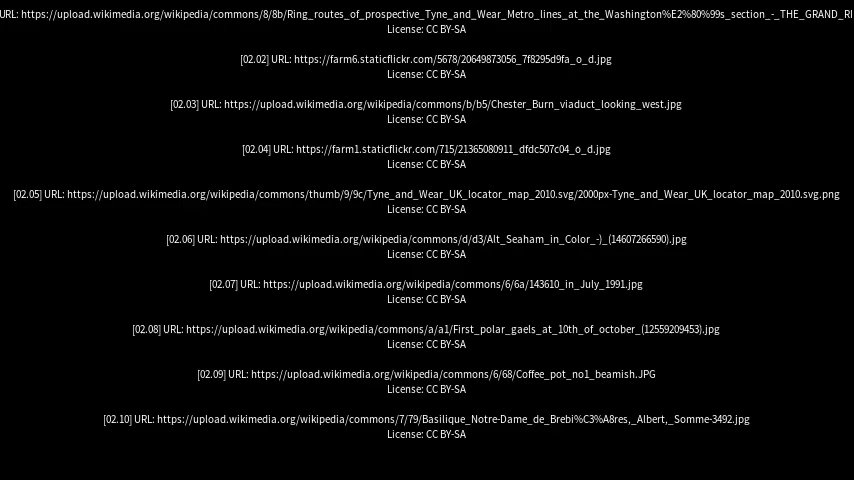 URL: https://upload.wikimedia.org/wikipedia/commons/8/8b/Ring_routes_of_prospective_Tyne_and_Wear_Metro_lines_at_the_Washington%E2%80%99s_section_-_THE_GRAND_RI
License: CC BY-SA
[02.02] URL: https://farm6.staticflickr.com/5678/20649873056_7f8295d9fa_o_d.jpg
License: CC BY-SA
[02.03] URL: https://upload.wikimedia.org/wikipedia/commons/b/b5/Chester_Burn_viaduct_looking_west.jpg
License: CC BY-SA
[02.04] URL: https://farm1.staticflickr.com/715/21365080911_dfdc507c04_o_d.jpg
License: CC BY-SA
[02.05] URL: https://upload.wikimedia.org/wikipedia/commons/thumb/9/9c/Tyne_and_Wear_UK_locator_map_2010.svg/2000px-Tyne_and_Wear_UK_locator_map_2010.svg.png
License: CC BY-SA
[02.06] URL: https://upload.wikimedia.org/wikipedia/commons/d/d3/Alt_Seaham_in_Color_-)_(14607266590).jpg
License: CC BY-SA
[02.07] URL: https://upload.wikimedia.org/wikipedia/commons/6/6a/143610_in_July_1991.jpg
License: CC BY-SA
[02.08] URL: https://upload.wikimedia.org/wikipedia/commons/a/a1/First_polar_gaels_at_10th_of_october_(12559209453).jpg
License: CC BY-SA
[02.09] URL: https://upload.wikimedia.org/wikipedia/commons/6/68/Coffee_pot_no1_beamish.JPG
License: CC BY-SA
[02.10] URL: https://upload.wikimedia.org/wikipedia/commons/7/79/Basilique_Notre-Dame_de_Brebi%C3%A8res,_Albert,_Somme-3492.jpg
License: CC BY-SA